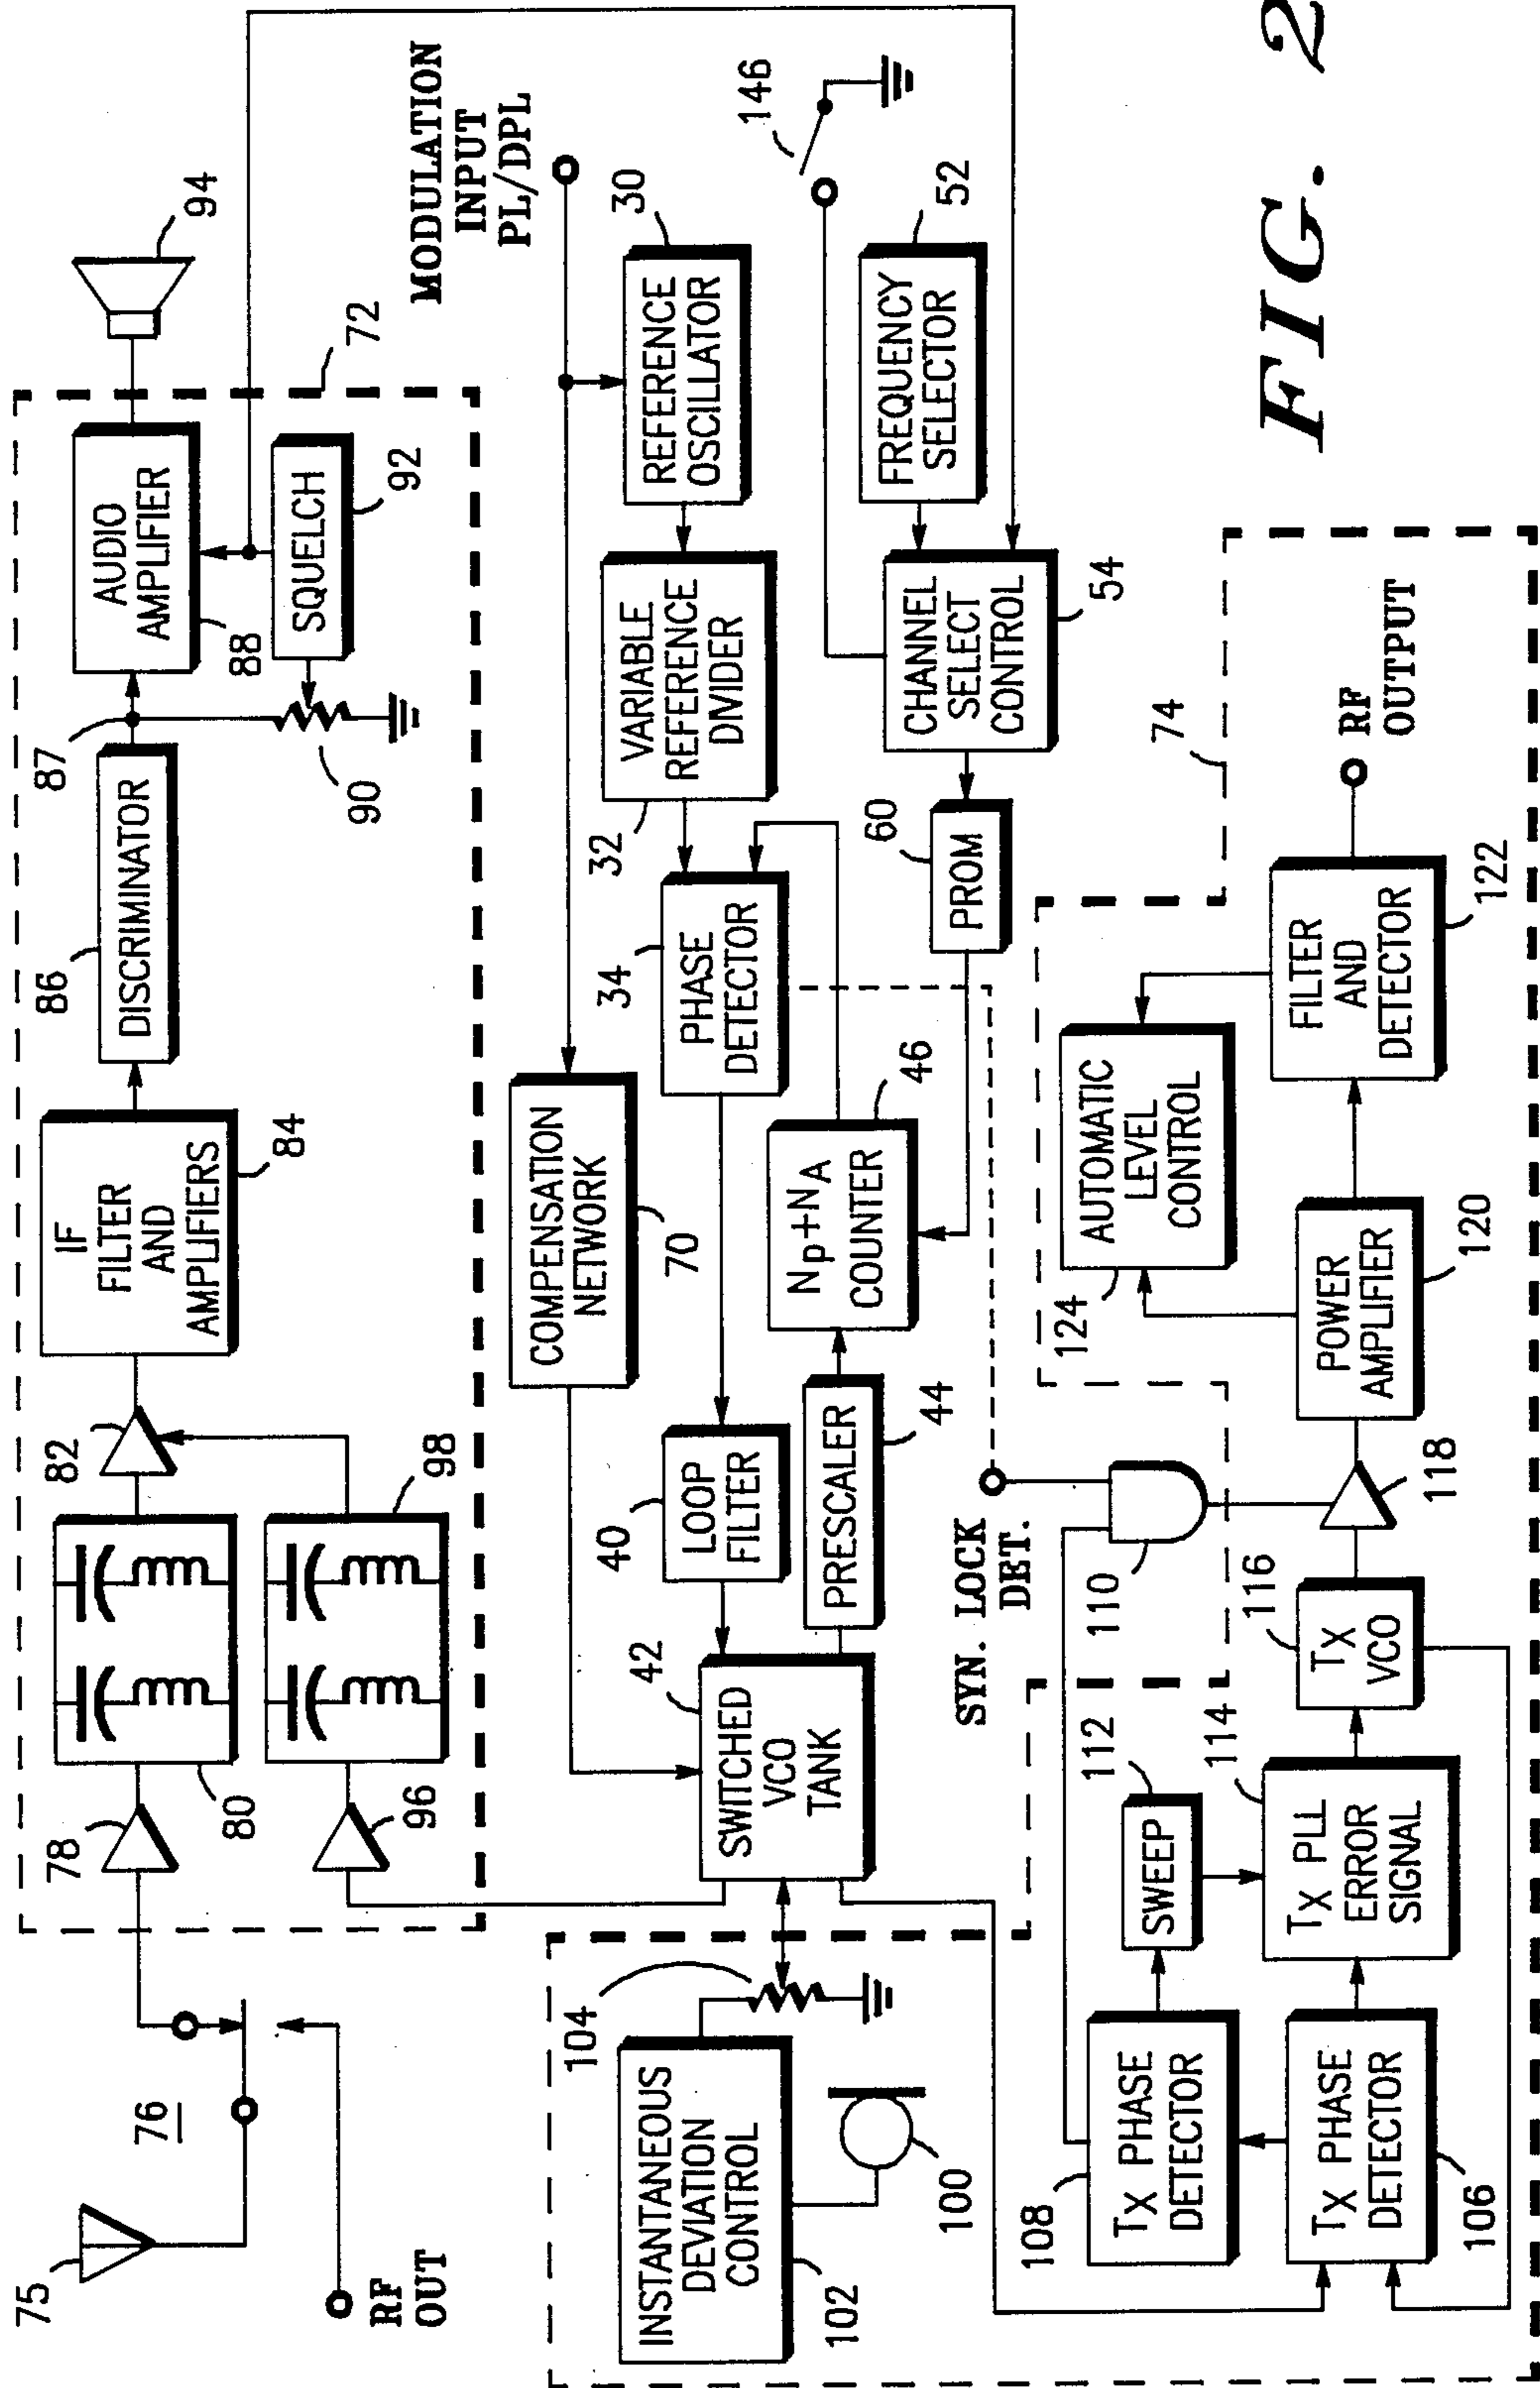 75
76
RF
OUT
78
80
82
IF
FILTER
AND
AMPLIFIERS
84
86
DISCRIMINATOR
87
AUDIO
AMPLIFIER
88
94
90
SQUELCH
92
72
96
98
MODULATION
INPUT
PL/DPL
COMPENSATION
NETWORK
70
30
REFERENCE
OSCILLATOR
VARIABLE
REFERENCE
DIVIDER
32
34
PHASE
DETECTOR
40
LOOP
FILTER
42
SWITCHED
VCO
TANK
PRESCALER
44
NP+NA
COUNTER
46
60
PROM
CHANNEL
SELECT
CONTROL
54
FREQUENCY
SELECTOR
52
146
104
INSTANTANEOUS
DEVIATION
CONTROL
102
100
SYN. LOCK
DET.
108
TX PHASE
DETECTOR
TX PHASE
DETECTOR
106
112
SWEEP
114
TX PLL
ERROR
SIGNAL
110
116
TX
VCO
118
124
AUTOMATIC
LEVEL
CONTROL
POWER
AMPLIFIER
120
FILTER
AND
DETECTOR
122
74
RF
OUTPUT
FIG. 2